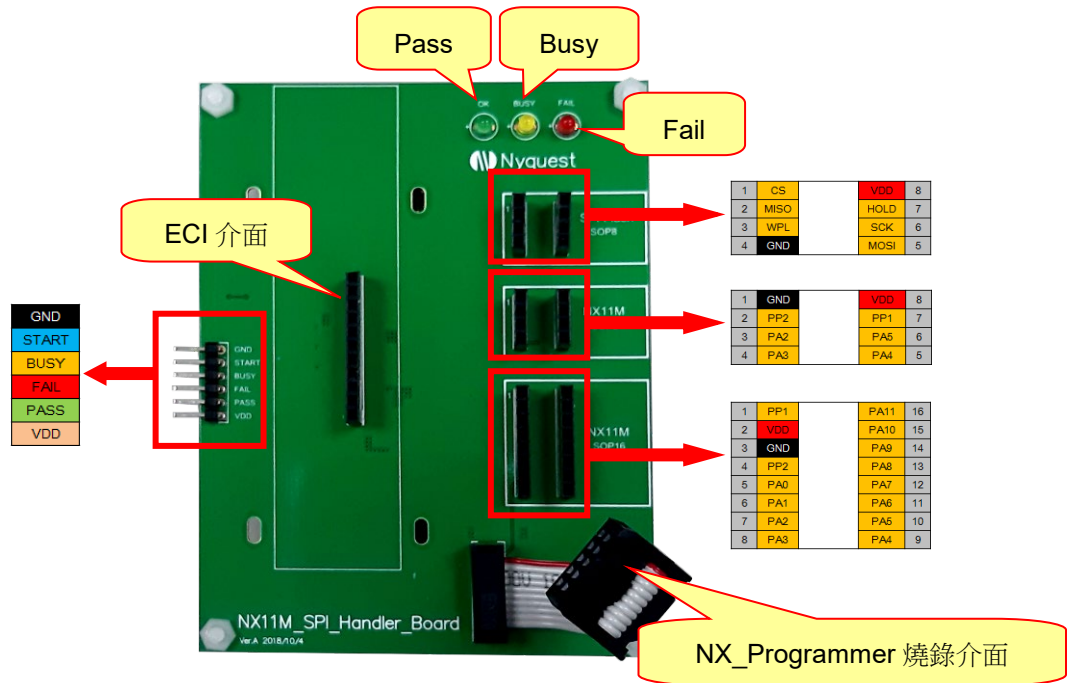 Pass
Busy
Fail
OK
BUSY
FAIL
Nyquest
ECI 介面
SOP8
NX11M
NX11M
SOP16
GND
START
BUSY
FAIL
PASS
VDD
GND
START
BUSY
FAIL
PASS
VDD
1 CS VDD 8
2 MISO HOLD 7
3 WPL SCK 6
4 GND MOSI 5
1 GND VDD 8
2 PP2 PP1 7
3 PA2 PA5 6
4 PA3 PA4 5
1 PP1 PA11 16
2 VDD PA10 15
3 GND PA9 14
4 PP2 PA8 13
5 PA0 PA7 12
6 PA1 PA6 11
7 PA2 PA5 10
8 PA3 PA4 9
1
1
1
NX11M_SPI_Handler_Board
Ver.A 2018/10/4
NX_Programmer 燒錄介面